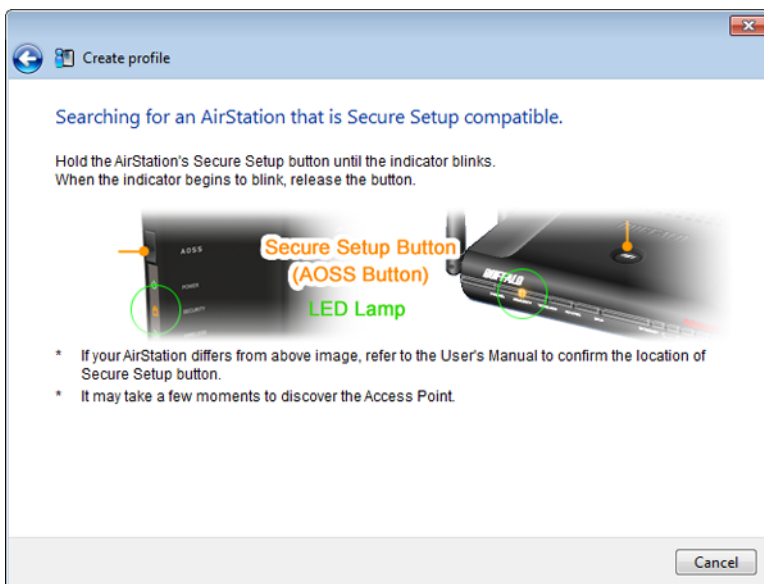 Create profile
Searching for an AirStation that is Secure Setup compatible.
Hold the AirStation's Secure Setup button until the indicator blinks.
When the indicator begins to blink, release the button.
AOSS
POWER
SECURITY
Secure Setup Button
(AOSS Button)
LED Lamp
BUFFALO
* If your AirStation differs from above image, refer to the User's Manual to confirm the location of
Secure Setup button.
* It may take a few moments to discover the Access Point.
Cancel